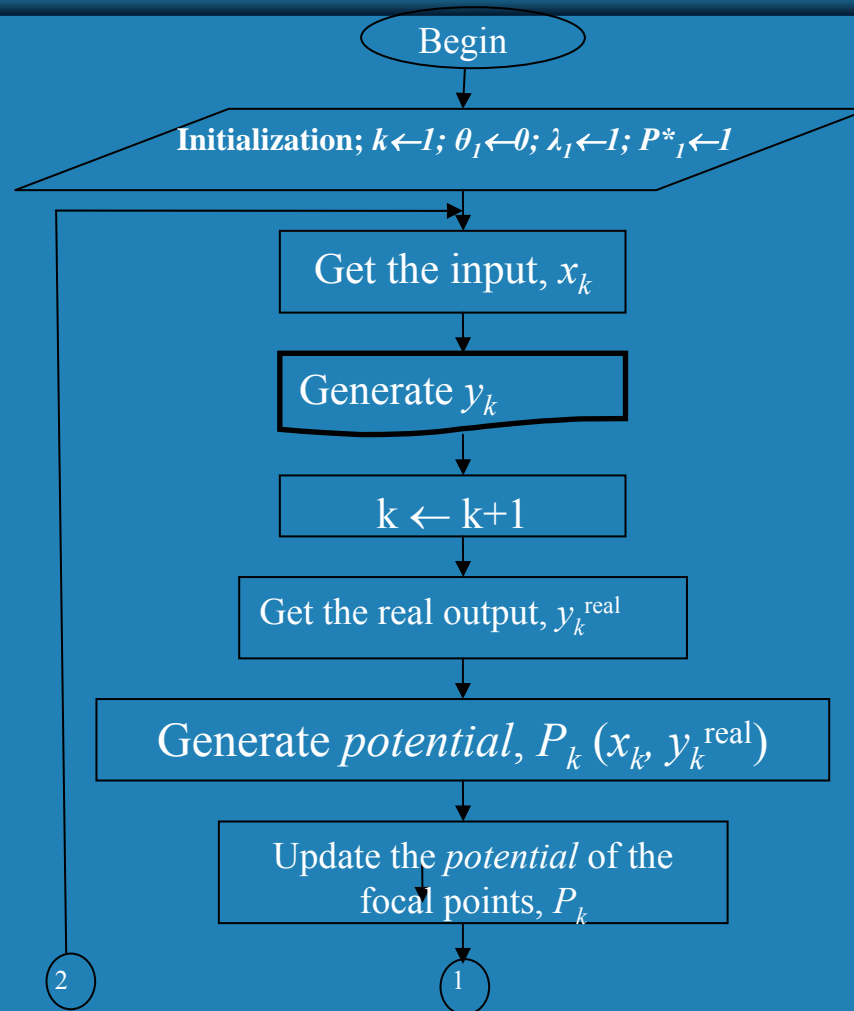 Begin
Initialization; k←1; θ₁←0; λ₁←1; P*₁←1
Get the input, xₖ
Generate yₖ
k ← k+1
Get the real output, yₖʳᵉᵃˡ
Generate potential, Pₖ (xₖ, yₖʳᵉᵃˡ)
Update the potential of the
focal points, Pₖ
2
1